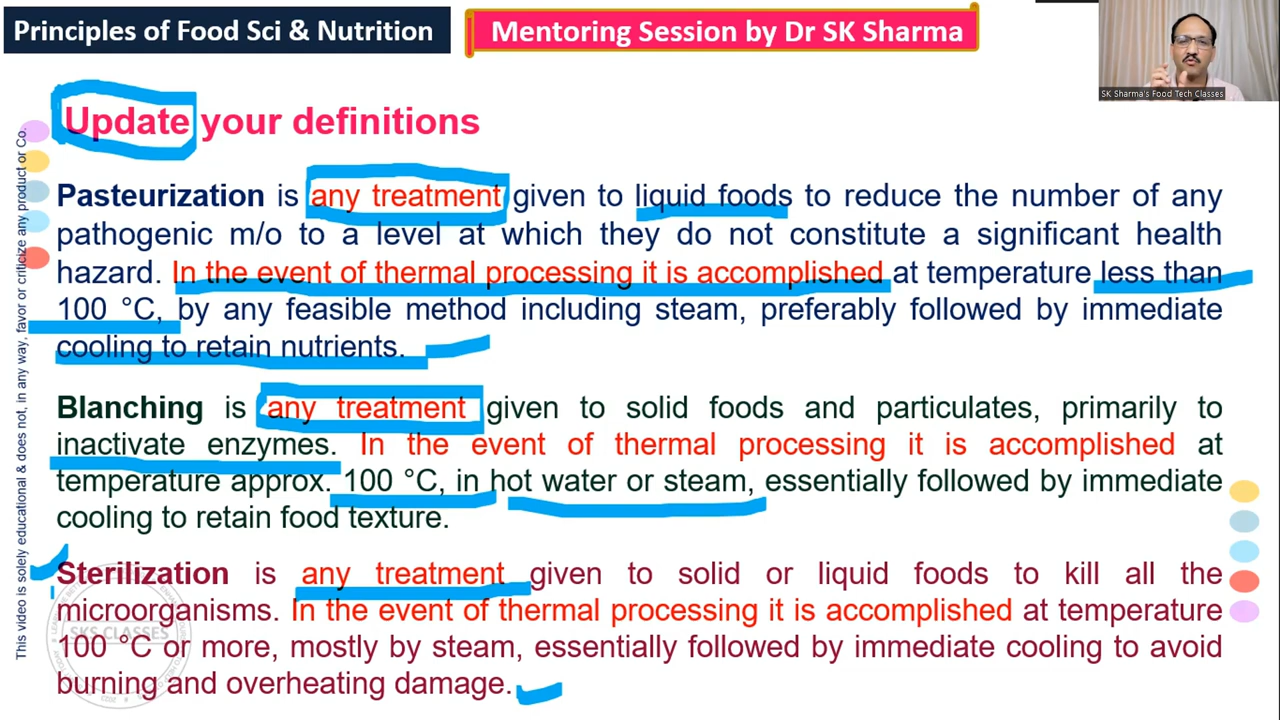 Principles of Food Sci & Nutrition
Mentoring Session by Dr SK Sharma
SK Sharma's Food Tech Classes
Update your definitions
Pasteurization is any treatment given to liquid foods to reduce the number of any
pathogenic m/o to a level at which they do not constitute a significant health
hazard. In the event of thermal processing it is accomplished at temperature less than
100 °C, by any feasible method including steam, preferably followed by immediate
cooling to retain nutrients.
Blanching is any treatment given to solid foods and particulates, primarily to
inactivate enzymes. In the event of thermal processing it is accomplished at
temperature approx. 100 °C, in hot water or steam, essentially followed by immediate
cooling to retain food texture.
Sterilization is any treatment given to solid or liquid foods to kill all the
microorganisms. In the event of thermal processing it is accomplished at temperature
100 °C or more, mostly by steam, essentially followed by immediate cooling to avoid
burning and overheating damage.
This video is solely educational & does not, in any way, favor or criticize any product or Co.
SKS CLASSES